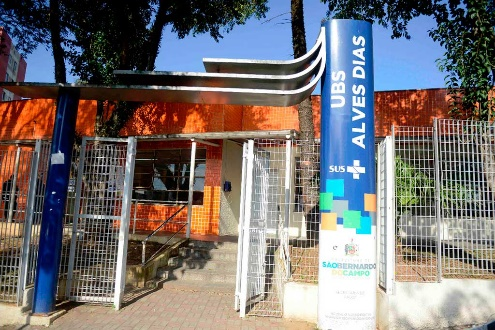 UBS
ALVES DIAS
SUS
SÃO BERNARDO
DO CAMPO